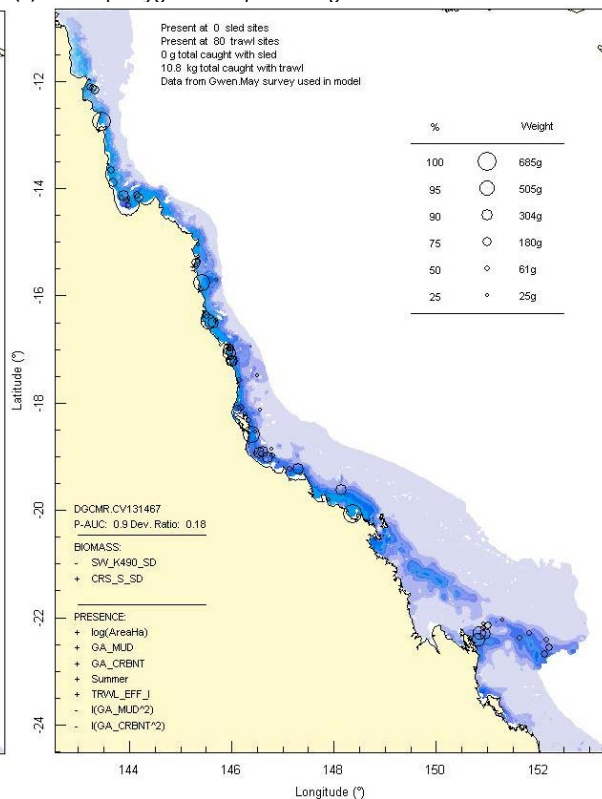 Present at 0 sled sites
Present at 80 trawl sites
0 g total caught with sled
10.8 kg total caught with trawl
Data from Gwen.May survey used in model
% Weight
100 685g
95 505g
90 304g
75 180g
50 61g
25 25g
-12
-14
-16
-18
-20
-22
-24
Latitude (°)
DGCMR.CV131467
P-AUC: 0.9 Dev. Ratio: 0.18
BIOMASS:
- SW_K490_SD
+ CRS_S_SD
PRESENCE:
+ log(AreaHa)
+ GA_MUD
+ GA_CRBNT
+ Summer
+ TRWL_EFF_I
- I(GA_MUD^2)
- I(GA_CRBNT^2)
144 146 148 150 152
Longitude (°)